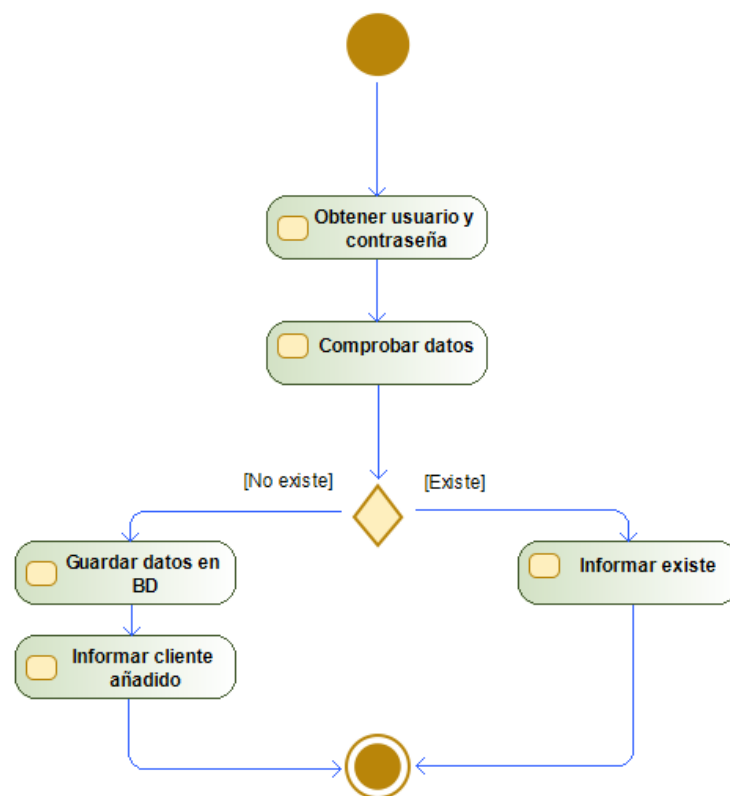 Obtener usuario y
contraseña
Comprobar datos
[No existe]
[Existe]
Guardar datos en
BD
Informar existe
Informar cliente
añadido